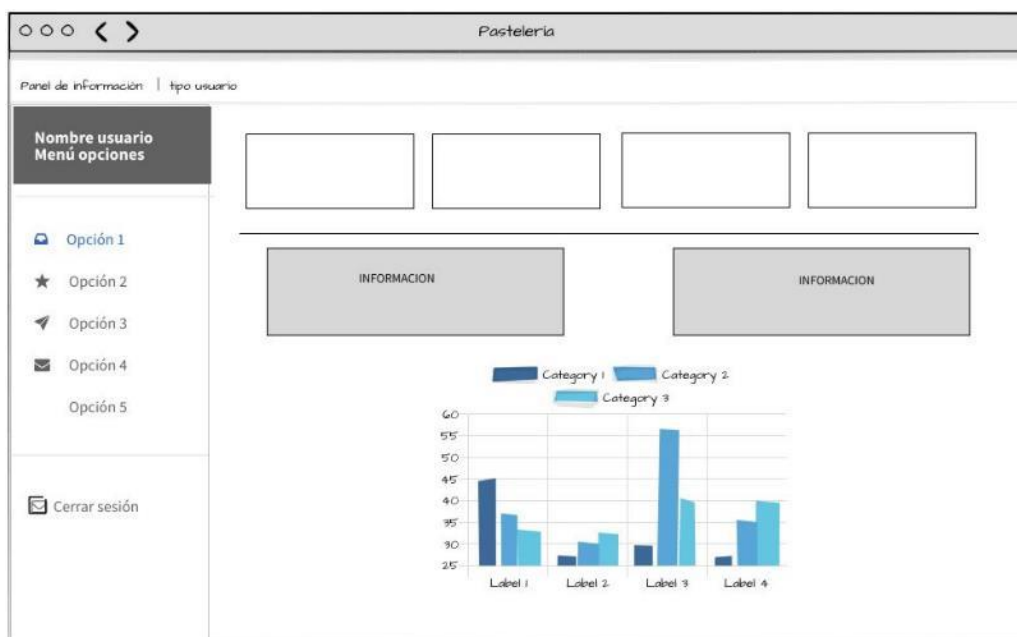 Pastelería
Panel de información | tipo usuario
Nombre usuario
Menú opciones
Opción 1
Opción 2
Opción 3
Opción 4
Opción 5
Cerrar sesión
INFORMACION
INFORMACION
Category 1 Category 2
Category 3
60
55
50
45
40
35
30
25
Label 1 Label 2 Label 3 Label 4